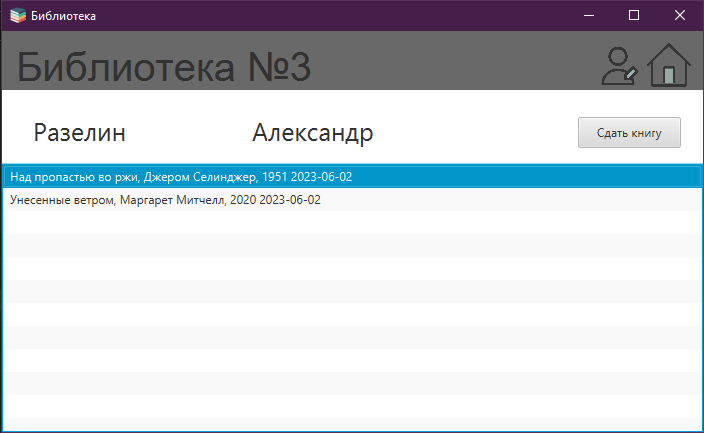 Библиотека
Библиотека №3
Разелин Александр Сдать книгу
Над пропастью во ржи, Джером Селинджер, 1951 2023-06-02
Унесенные ветром, Маргарет Митчелл, 2020 2023-06-02